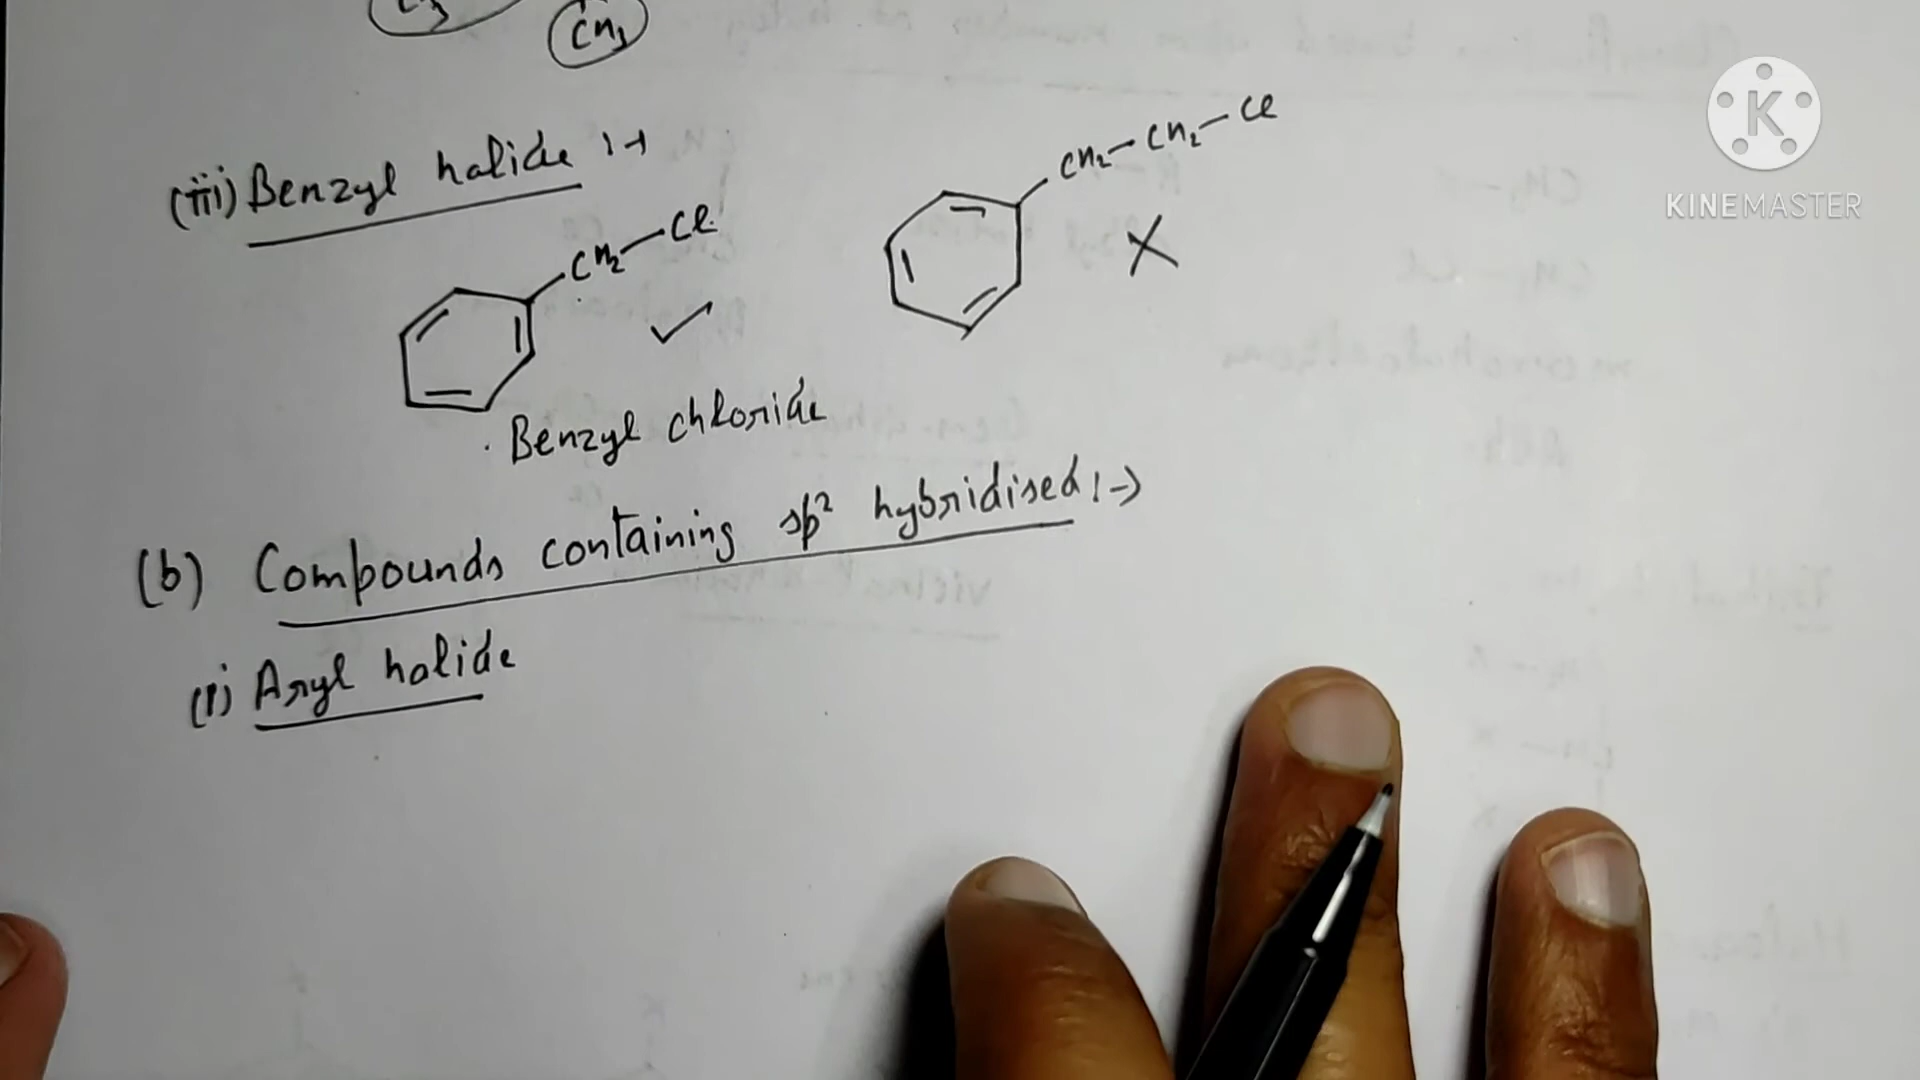 CH₃
(iii) Benzyl halide :→
CH₂—CH₂—Cl
CH₂—Cl
Benzyl chloride
(b) Compounds containing sp² hybridised :→
(i) Aryl halide
K
KINEMASTER